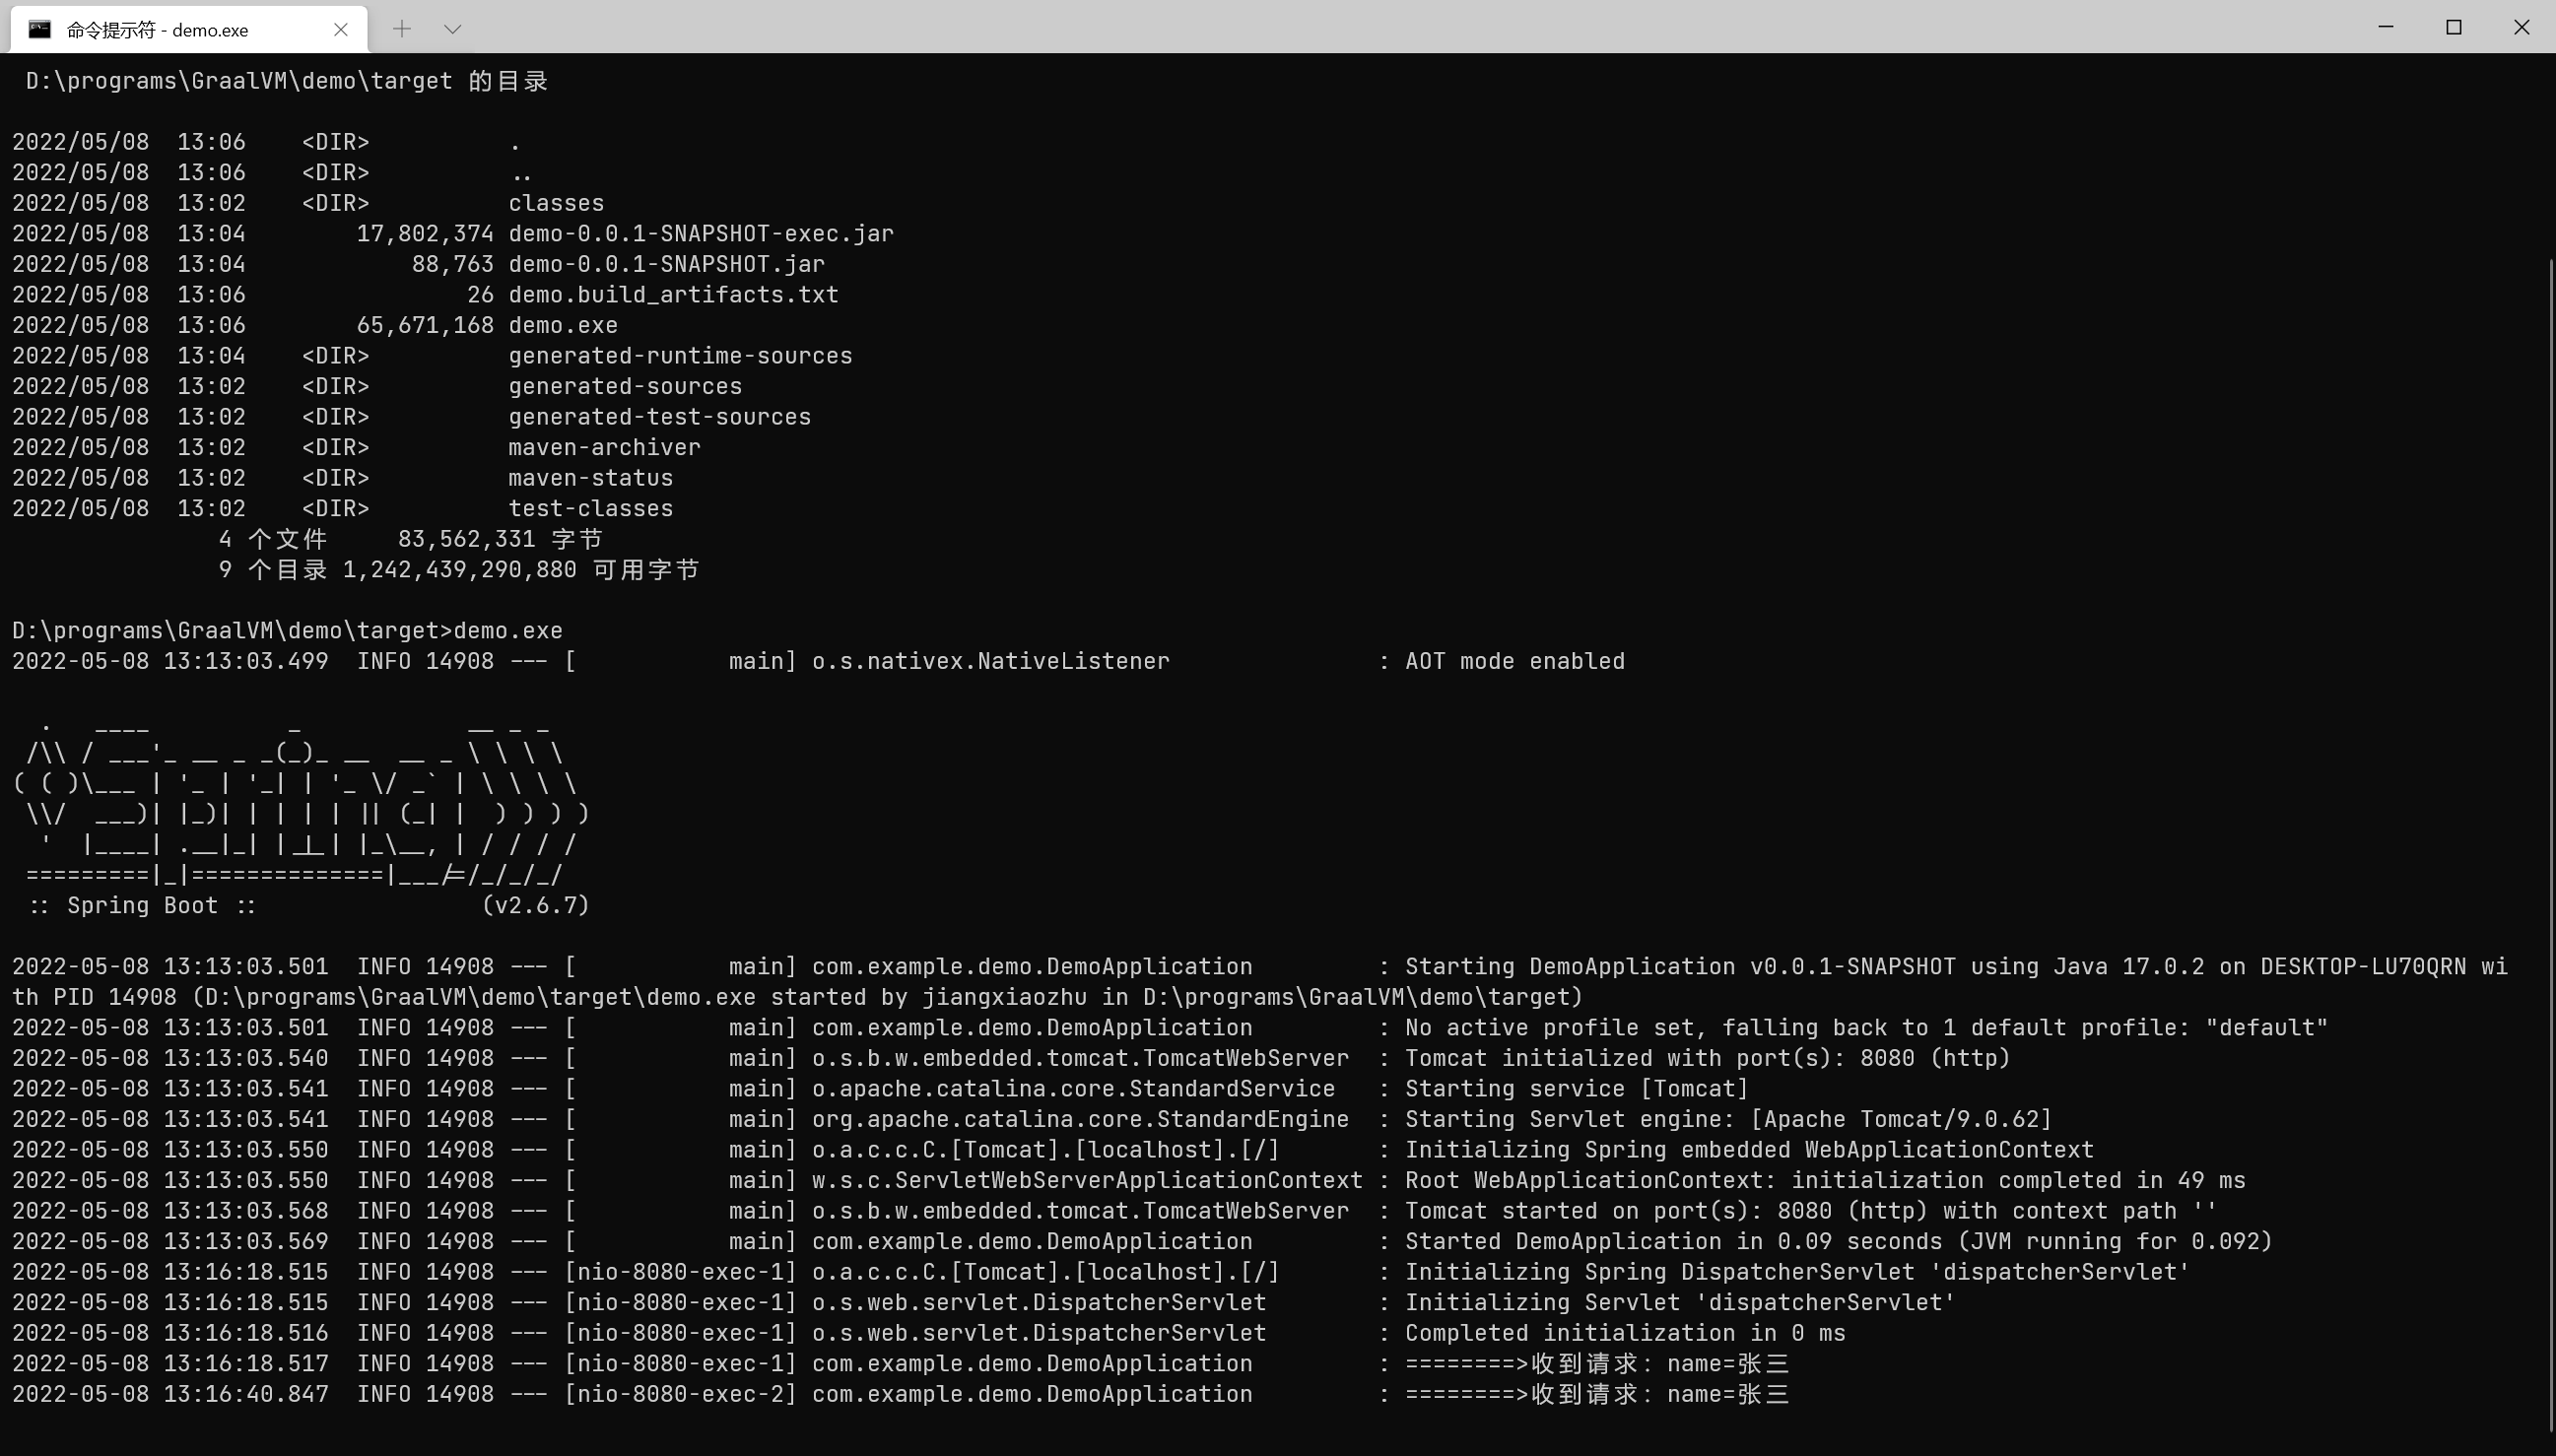 命令提示符 - demo.exe
 D:\programs\GraalVM\demo\target 的目录

2022/05/08  13:06    <DIR>          .
2022/05/08  13:06    <DIR>          ..
2022/05/08  13:02    <DIR>          classes
2022/05/08  13:04        17,802,374 demo-0.0.1-SNAPSHOT-exec.jar
2022/05/08  13:04            88,763 demo-0.0.1-SNAPSHOT.jar
2022/05/08  13:06                26 demo.build_artifacts.txt
2022/05/08  13:06        65,671,168 demo.exe
2022/05/08  13:04    <DIR>          generated-runtime-sources
2022/05/08  13:02    <DIR>          generated-sources
2022/05/08  13:02    <DIR>          generated-test-sources
2022/05/08  13:02    <DIR>          maven-archiver
2022/05/08  13:02    <DIR>          maven-status
2022/05/08  13:02    <DIR>          test-classes
               4 个文件     83,562,331 字节
               9 个目录 1,242,439,290,880 可用字节

D:\programs\GraalVM\demo\target>demo.exe
2022-05-08 13:13:03.499  INFO 14908 --- [           main] o.s.nativex.NativeListener               : AOT mode enabled

  .   ____          _            __ _ _
 /\\ / ___'_ __ _ _(_)_ __  __ _ \ \ \ \
( ( )\___ | '_ | '_| | '_ \/ _` | \ \ \ \
 \\/  ___)| |_)| | | | | || (_| |  ) ) ) )
  '  |____| .__|_| |_|_| |_\__, | / / / /
 =========|_|==============|___/=/_/_/_/
 :: Spring Boot ::                (v2.6.7)

2022-05-08 13:13:03.501  INFO 14908 --- [           main] com.example.demo.DemoApplication         : Starting DemoApplication v0.0.1-SNAPSHOT using Java 17.0.2 on DESKTOP-LU70QRN wi
th PID 14908 (D:\programs\GraalVM\demo\target\demo.exe started by jiangxiaozhu in D:\programs\GraalVM\demo\target)
2022-05-08 13:13:03.501  INFO 14908 --- [           main] com.example.demo.DemoApplication         : No active profile set, falling back to 1 default profile: "default"
2022-05-08 13:13:03.540  INFO 14908 --- [           main] o.s.b.w.embedded.tomcat.TomcatWebServer  : Tomcat initialized with port(s): 8080 (http)
2022-05-08 13:13:03.541  INFO 14908 --- [           main] o.apache.catalina.core.StandardService   : Starting service [Tomcat]
2022-05-08 13:13:03.541  INFO 14908 --- [           main] org.apache.catalina.core.StandardEngine  : Starting Servlet engine: [Apache Tomcat/9.0.62]
2022-05-08 13:13:03.550  INFO 14908 --- [           main] o.a.c.c.C.[Tomcat].[localhost].[/]       : Initializing Spring embedded WebApplicationContext
2022-05-08 13:13:03.550  INFO 14908 --- [           main] w.s.c.ServletWebServerApplicationContext : Root WebApplicationContext: initialization completed in 49 ms
2022-05-08 13:13:03.568  INFO 14908 --- [           main] o.s.b.w.embedded.tomcat.TomcatWebServer  : Tomcat started on port(s): 8080 (http) with context path ''
2022-05-08 13:13:03.569  INFO 14908 --- [           main] com.example.demo.DemoApplication         : Started DemoApplication in 0.09 seconds (JVM running for 0.092)
2022-05-08 13:16:18.515  INFO 14908 --- [nio-8080-exec-1] o.a.c.c.C.[Tomcat].[localhost].[/]       : Initializing Spring DispatcherServlet 'dispatcherServlet'
2022-05-08 13:16:18.515  INFO 14908 --- [nio-8080-exec-1] o.s.web.servlet.DispatcherServlet        : Initializing Servlet 'dispatcherServlet'
2022-05-08 13:16:18.516  INFO 14908 --- [nio-8080-exec-1] o.s.web.servlet.DispatcherServlet        : Completed initialization in 0 ms
2022-05-08 13:16:18.517  INFO 14908 --- [nio-8080-exec-1] com.example.demo.DemoApplication         : ========>收到请求：name=张三
2022-05-08 13:16:40.847  INFO 14908 --- [nio-8080-exec-2] com.example.demo.DemoApplication         : ========>收到请求：name=张三